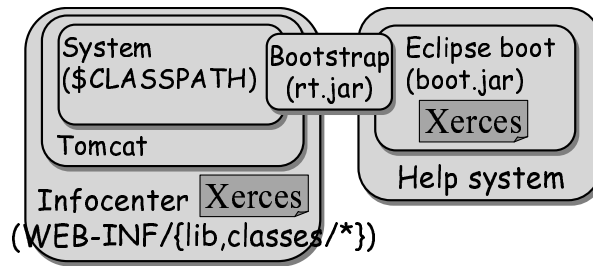 System
($CLASSPATH)
Tomcat
Infocenter
Xerces
(WEB-INF/{lib,classes/*})
Bootstrap
(rt.jar)
Eclipse boot
(boot.jar)
Xerces
Help system